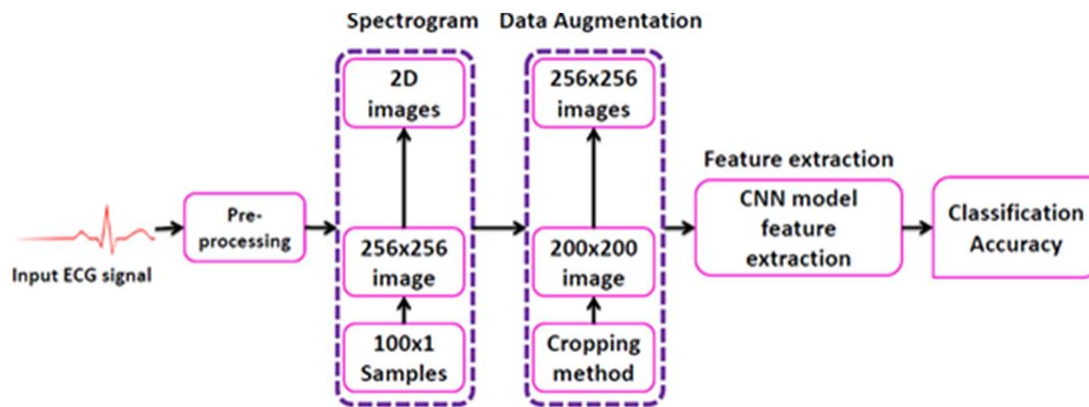 Spectrogram
Data Augmentation
2D
images
256x256
images
Feature extraction
Pre-
processing
256x256
image
200x200
image
CNN model
feature
extraction
Classification
Accuracy
Input ECG signal
100x1
Samples
Cropping
method